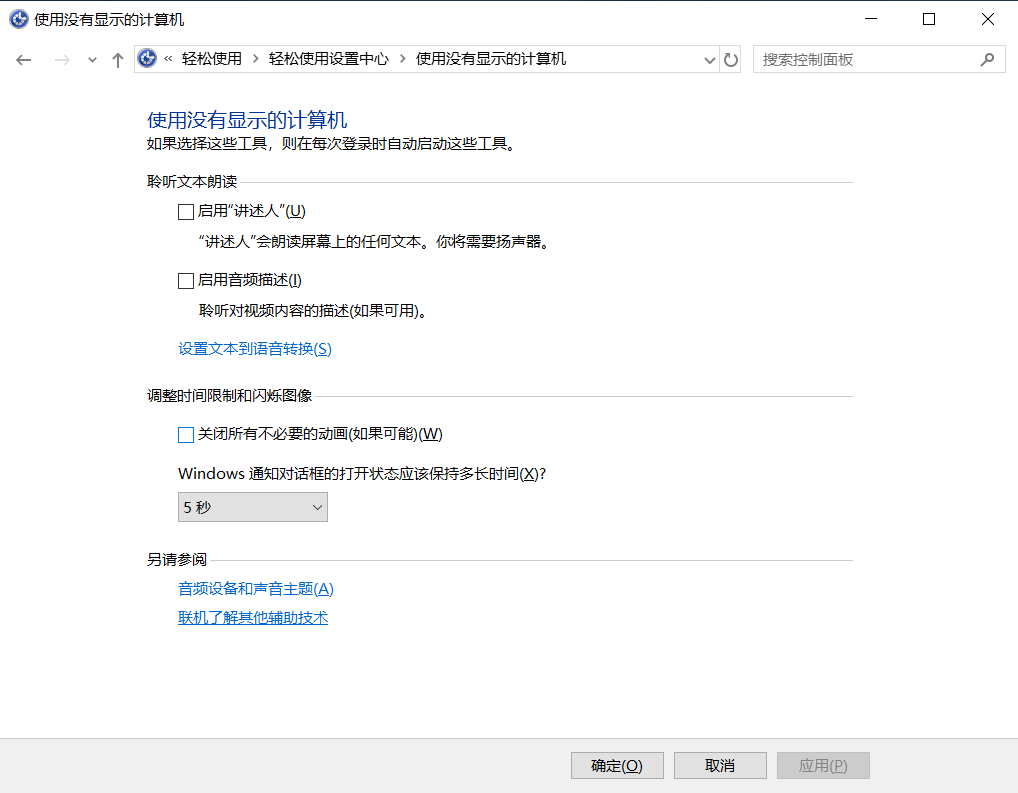 使用没有显示的计算机
« 轻松使用 > 轻松使用设置中心 > 使用没有显示的计算机
搜索控制面板
使用没有显示的计算机
如果选择这些工具，则在每次登录时自动启动这些工具。
聆听文本朗读
启用“讲述人”(U)
“讲述人”会朗读屏幕上的任何文本。你将需要扬声器。
启用音频描述(I)
聆听对视频内容的描述(如果可用)。
设置文本到语音转换(S)
调整时间限制和闪烁图像
关闭所有不必要的动画(如果可能)(W)
Windows 通知对话框的打开状态应该保持多长时间(X)?
5 秒
另请参阅
音频设备和声音主题(A)
联机了解其他辅助技术
确定(O)
取消
应用(P)